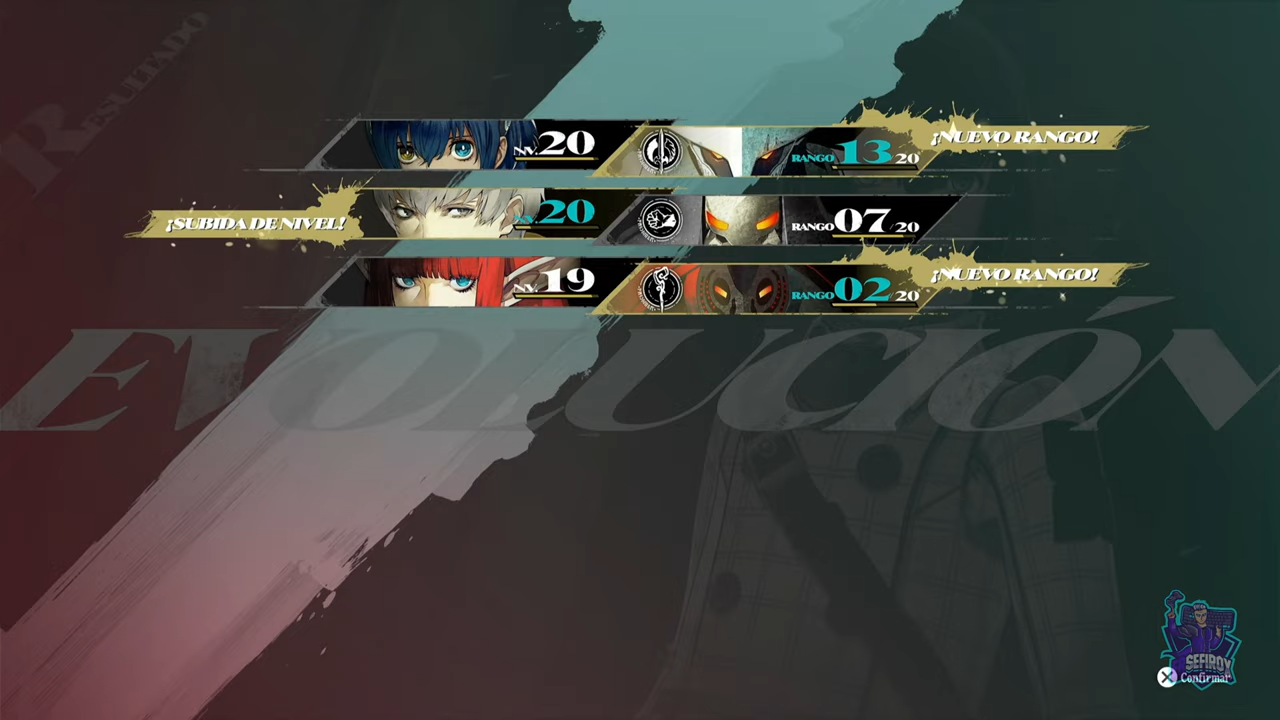 RESULTADO
NV.20
RANGO 13/20
¡NUEVO RANGO!
¡SUBIDA DE NIVEL!
NV.20
RANGO 07/20
NV.19
RANGO 02/20
¡NUEVO RANGO!
EVOLUCIÓN
SEFIROX
Confirmar